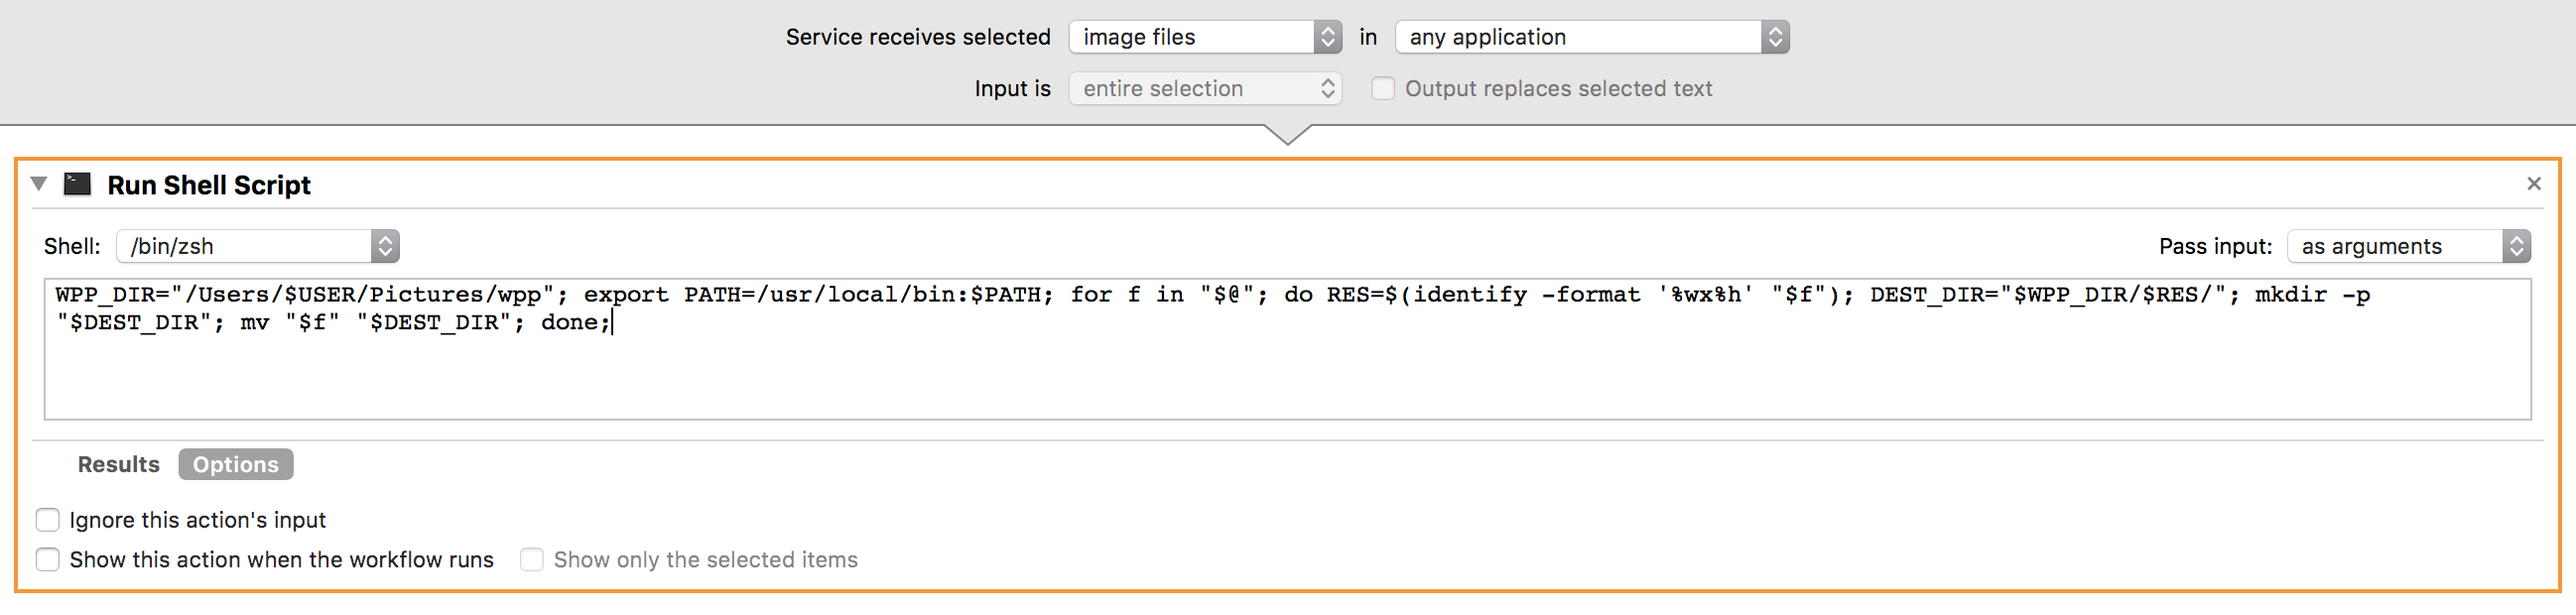 Service receives selected image files in any application
Input is entire selection Output replaces selected text
Run Shell Script
Shell: /bin/zsh Pass input: as arguments
WPP_DIR="/Users/$USER/Pictures/wpp"; export PATH=/usr/local/bin:$PATH; for f in "$@"; do RES=$(identify -format '%wx%h' "$f"); DEST_DIR="$WPP_DIR/$RES/"; mkdir -p
"$DEST_DIR"; mv "$f" "$DEST_DIR"; done;
Results Options
Ignore this action's input
Show this action when the workflow runs Show only the selected items